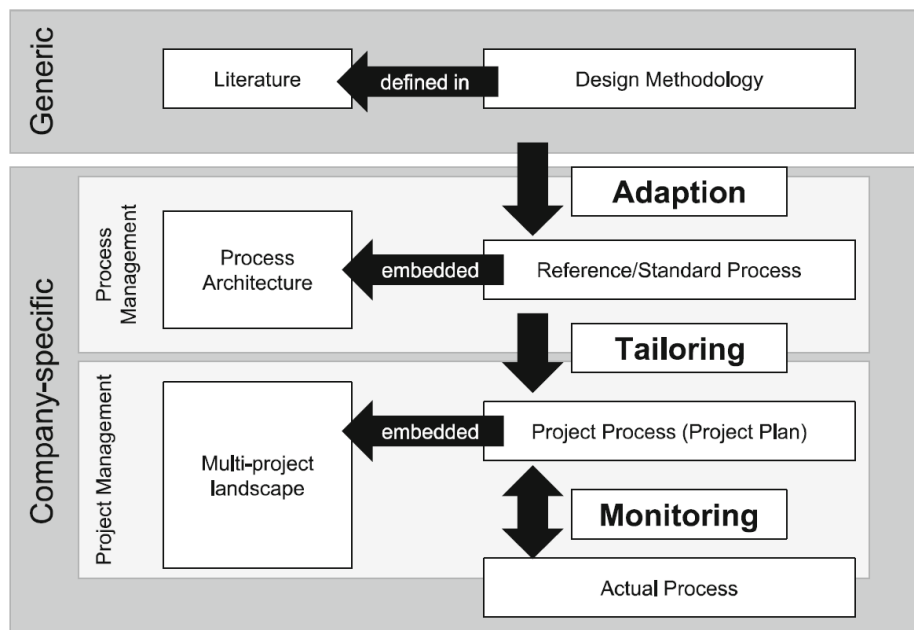 Generic
Literature
defined in
Design Methodology
Adaption
Company-specific
Process
Management
Process
Architecture
embedded
Reference/Standard Process
Tailoring
Project Management
Multi-project
landscape
embedded
Project Process (Project Plan)
Monitoring
Actual Process